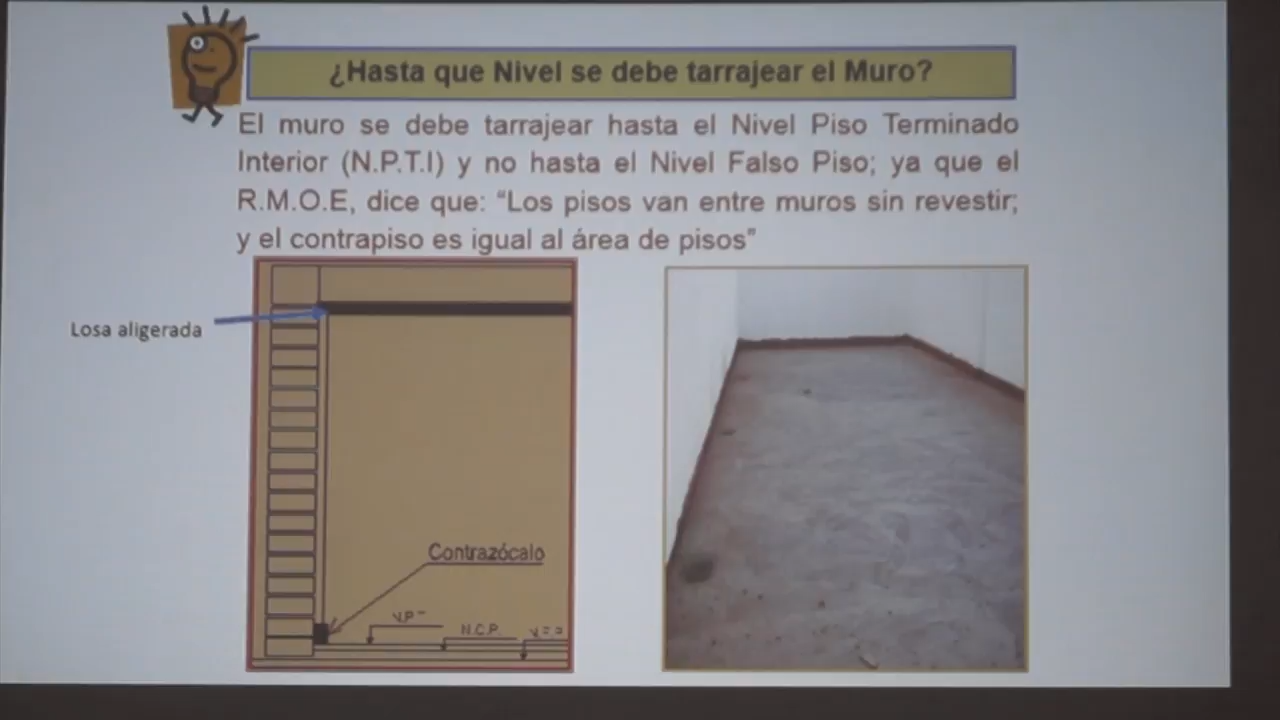 ¿Hasta que Nivel se debe tarrajear el Muro?
El muro se debe tarrajear hasta el Nivel Piso Terminado
Interior (N.P.T.I) y no hasta el Nivel Falso Piso; ya que el
R.M.O.E, dice que: “Los pisos van entre muros sin revestir;
y el contrapiso es igual al área de pisos”
Losa aligerada
Contrazócalo
N.C.P.